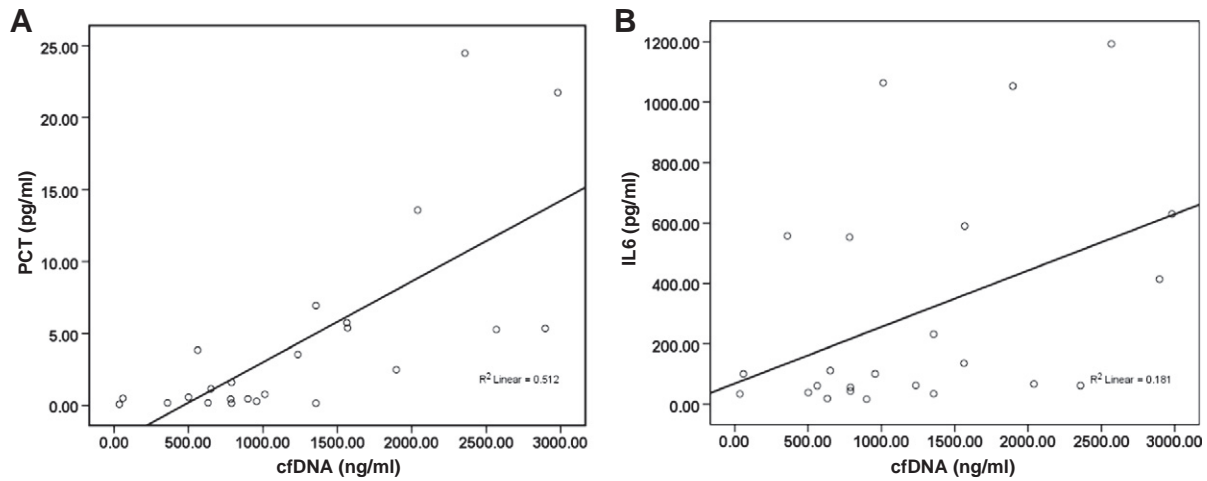 A
PCT (pg/ml)
25.00
20.00
15.00
10.00
5.00
0.00
R2 Linear = 0.512
0.00 500.00 1000.00 1500.00 2000.00 2500.00 3000.00
cfDNA (ng/ml)
B
IL6 (pg/ml)
1200.00
1000.00
800.00
600.00
400.00
200.00
0.00
R2 Linear = 0.181
0.00 500.00 1000.00 1500.00 2000.00 2500.00 3000.00
cfDNA (ng/ml)